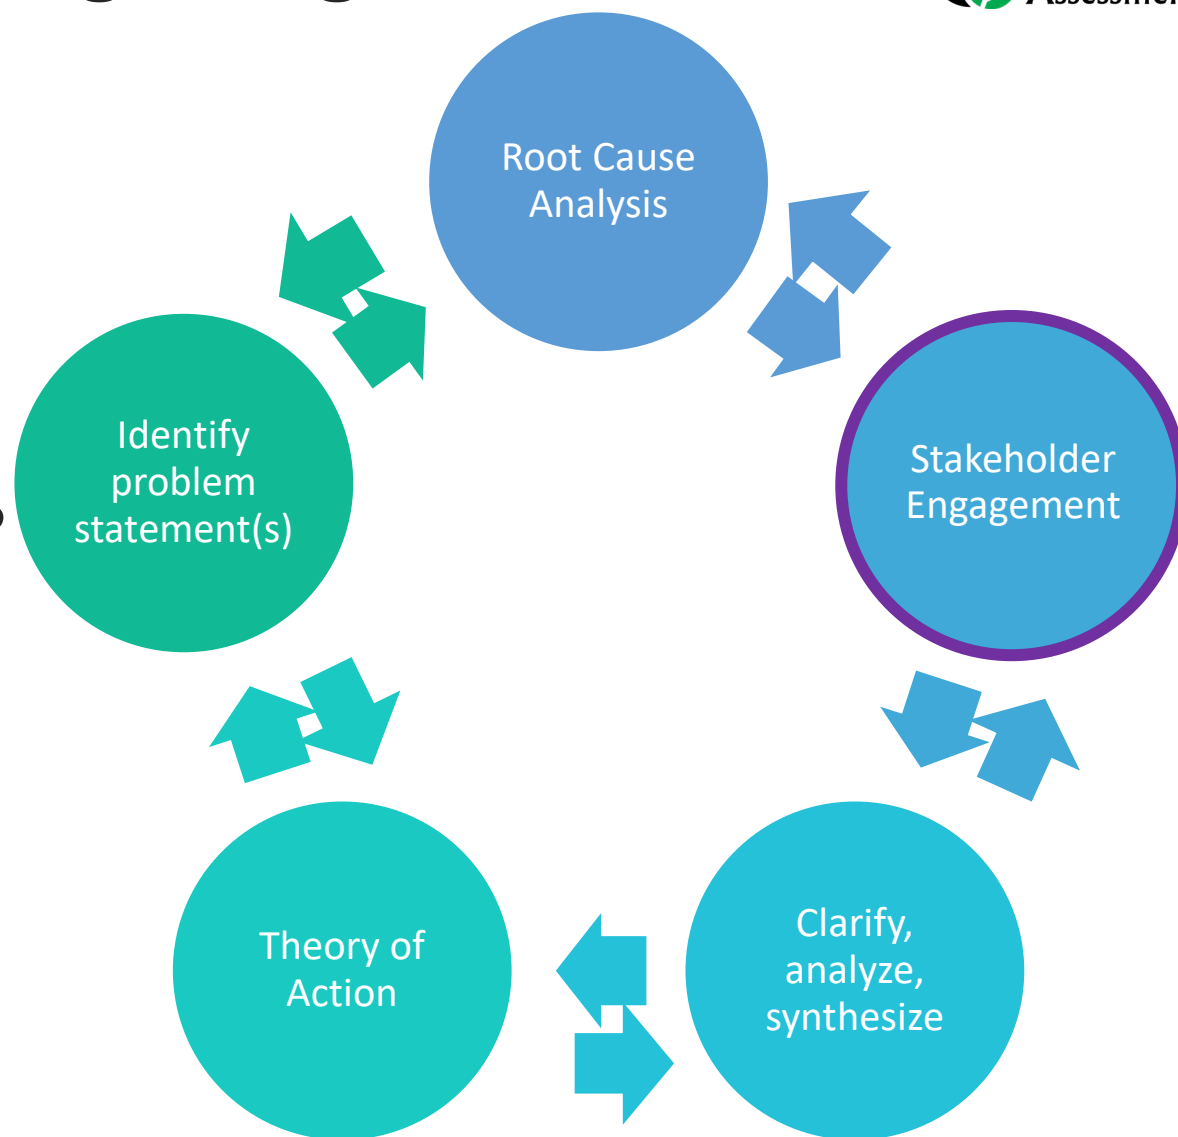 Root Cause
Analysis
Stakeholder
Engagement
Clarify,
analyze,
synthesize
Theory of
Action
Identify
problem
statement(s)